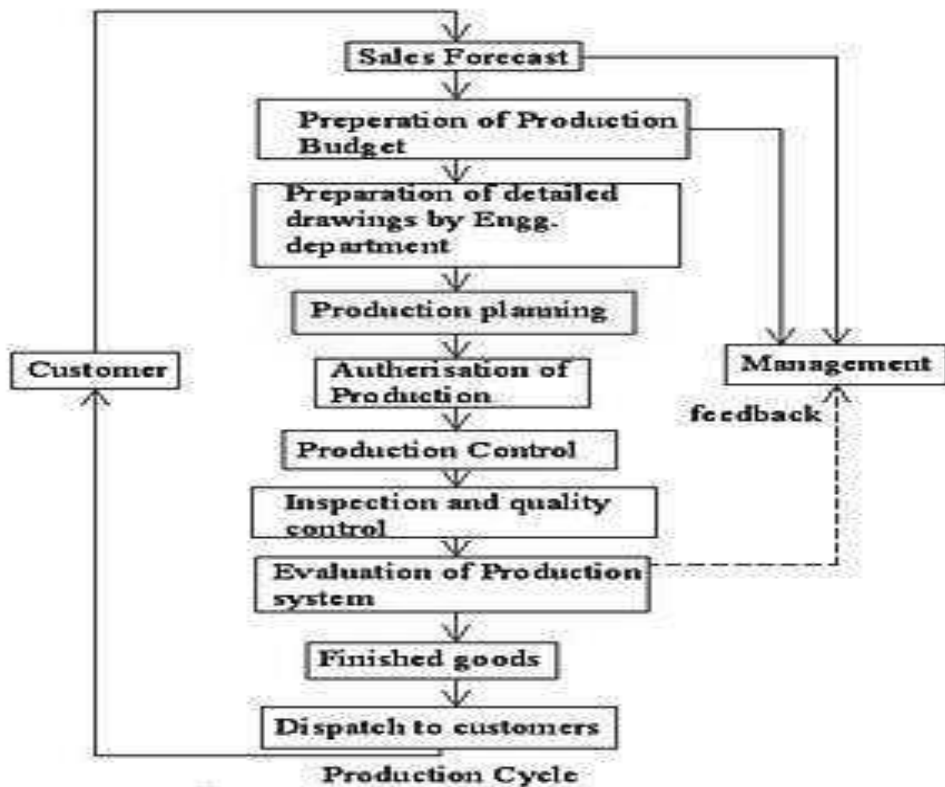 Sales Forecast
Preperation of Production
Budget
Preparation of detailed
drawings by Engg.
department
Production planning
Customer
Autherisation of
Production
Management
feedback
Production Control
Inspection and quality
control
Evaluation of Production
system
Finished goods
Dispatch to customers
Production Cycle